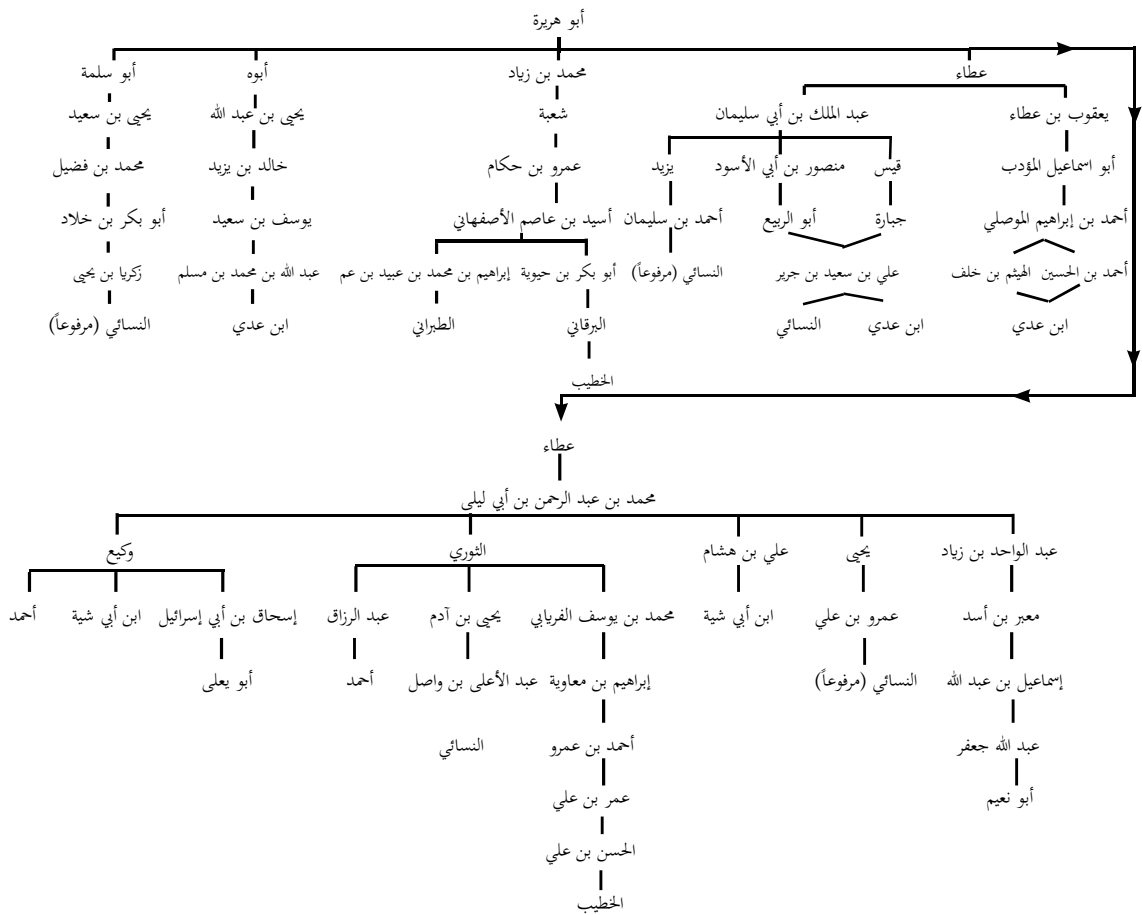 أبو هريرة
عطاء محمد بن زياد أبوه أبو سلمة
يعقوب بن عطاء عبد الملك بن أبي سليمان شعبة يحيى بن عبد الله يحيى بن سعيد
أبو اسماعيل المؤدب قيس منصور بن أبي الأسود يزيد عمرو بن حكام خالد بن يزيد محمد بن فضيل
أحمد بن إبراهيم الموصلي جبارة أبو الربيع أحمد بن سليمان أسيد بن عاصم الأصفهاني يوسف بن سعيد أبو بكر بن خلاد
أحمد بن الحسين الهيثم بن خلف علي بن سعيد بن جرير النسائي (مرفوعاً) أبو بكر بن حيوية إبراهيم بن محمد بن عبيد بن عم عبد الله بن محمد بن مسلم زكريا بن يحيى
ابن عدي ابن عدي النسائي البرقاني الطبراني ابن عدي النسائي (مرفوعاً)
الخطيب
عطاء
محمد بن عبد الرحمن بن أبي ليلى
عبد الواحد بن زياد يحيى علي بن هشام الثوري وكيع
معبر بن أسد عمرو بن علي ابن أبي شية محمد بن يوسف الفريابي يحيى بن آدم عبد الرزاق إسحاق بن أبي إسرائيل ابن أبي شية أحمد
إسماعيل بن عبد الله النسائي (مرفوعاً) إبراهيم بن معاوية عبد الأعلى بن واصل أحمد أبو يعلى
عبد الله جعفر أحمد بن عمرو النسائي
أبو نعيم عمر بن علي
الحسن بن علي
الخطيب